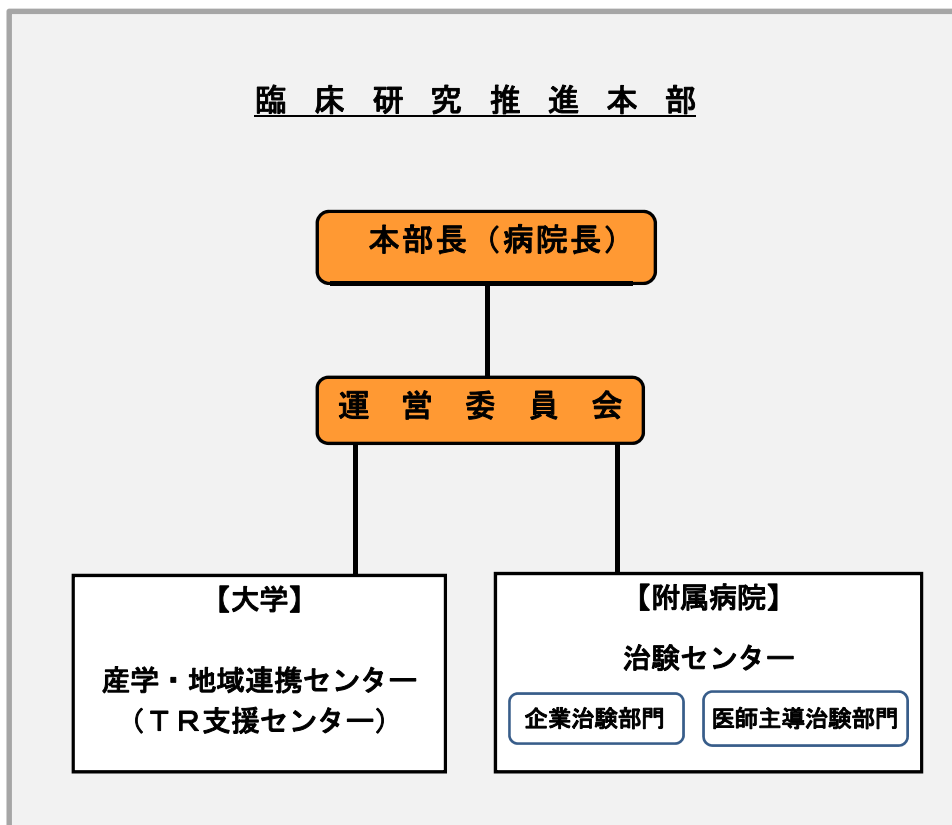 臨床研究推進本部
本部長（病院長）
運営委員会
【大学】
産学・地域連携センター
（ＴＲ支援センター）
【附属病院】
治験センター
企業治験部門
医師主導治験部門